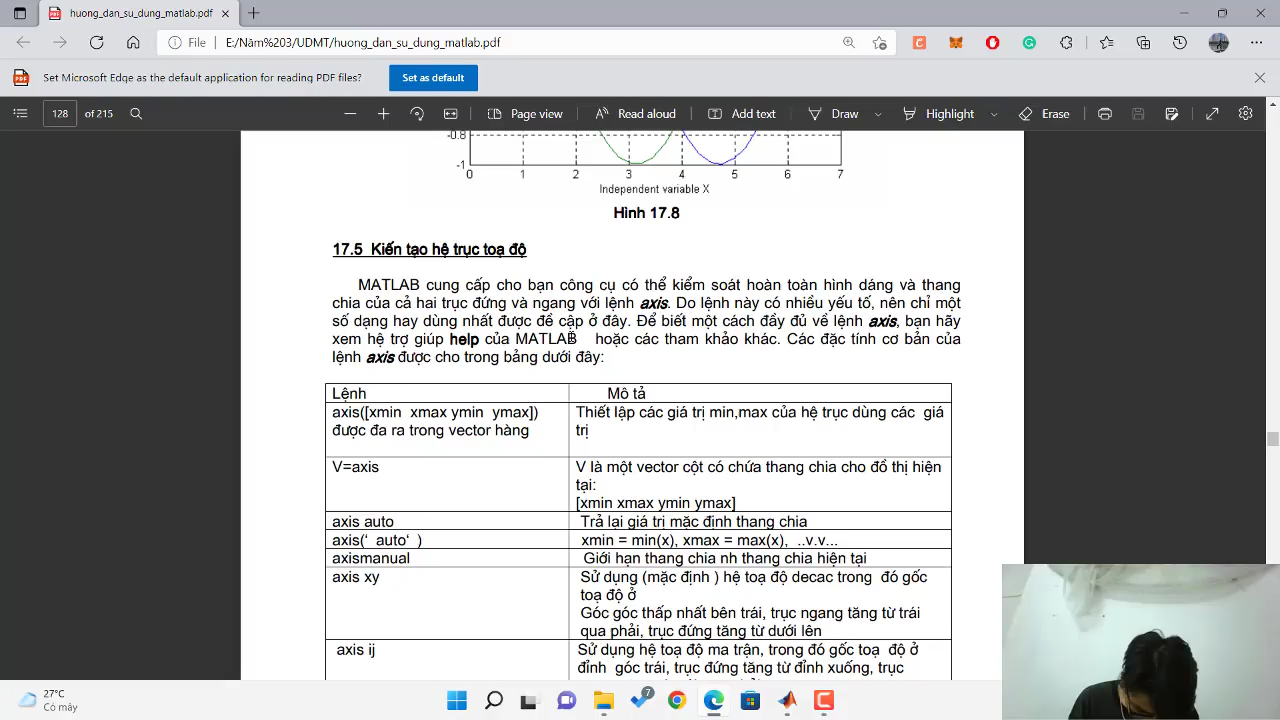 huong_dan_su_dung_matlab.pdf
File
E:/Năm%203/UDMT/huong_dan_su_dung_matlab.pdf
Set Microsoft Edge as the default application for reading PDF files?
Set as default
128 of 215
Page view
Read aloud
Add text
Draw
Highlight
Erase
-0.8
-1
0 1 2 3 4 5 6 7
Independent variable X
Hình 17.8
17.5 Kiến tạo hệ trục toạ độ
MATLAB cung cấp cho bạn công cụ có thể kiểm soát hoàn toàn hình dáng và thang
chia của cả hai trục đứng và ngang với lệnh axis. Do lệnh này có nhiều yếu tố, nên chỉ một
số dạng hay dùng nhất được đề cập ở đây. Để biết một cách đầy đủ về lệnh axis, bạn hãy
xem hệ trợ giúp help của MATLAB hoặc các tham khảo khác. Các đặc tính cơ bản của
lệnh axis được cho trong bảng dưới đây:
Lệnh
Mô tả
axis([xmin xmax ymin ymax])
được đa ra trong vector hàng
Thiết lập các giá trị min,max của hệ trục dùng các giá
trị
V=axis
V là một vector cột có chứa thang chia cho đồ thị hiện
tại:
[xmin xmax ymin ymax]
axis auto
Trả lại giá trị mặc định thang chia
axis(‘ auto‘ )
xmin = min(x), xmax = max(x), ..v.v...
axismanual
Giới hạn thang chia nh thang chia hiện tại
axis xy
Sử dụng (mặc định ) hệ toạ độ decac trong đó gốc
toạ độ ở
Góc góc thấp nhất bên trái, trục ngang tăng từ trái
qua phải, trục đứng tăng từ dưới lên
axis ij
Sử dụng hệ toạ độ ma trận, trong đó gốc toạ độ ở
đỉnh góc trái, trục đứng tăng từ đỉnh xuống, trục
27°C
Có mây
7